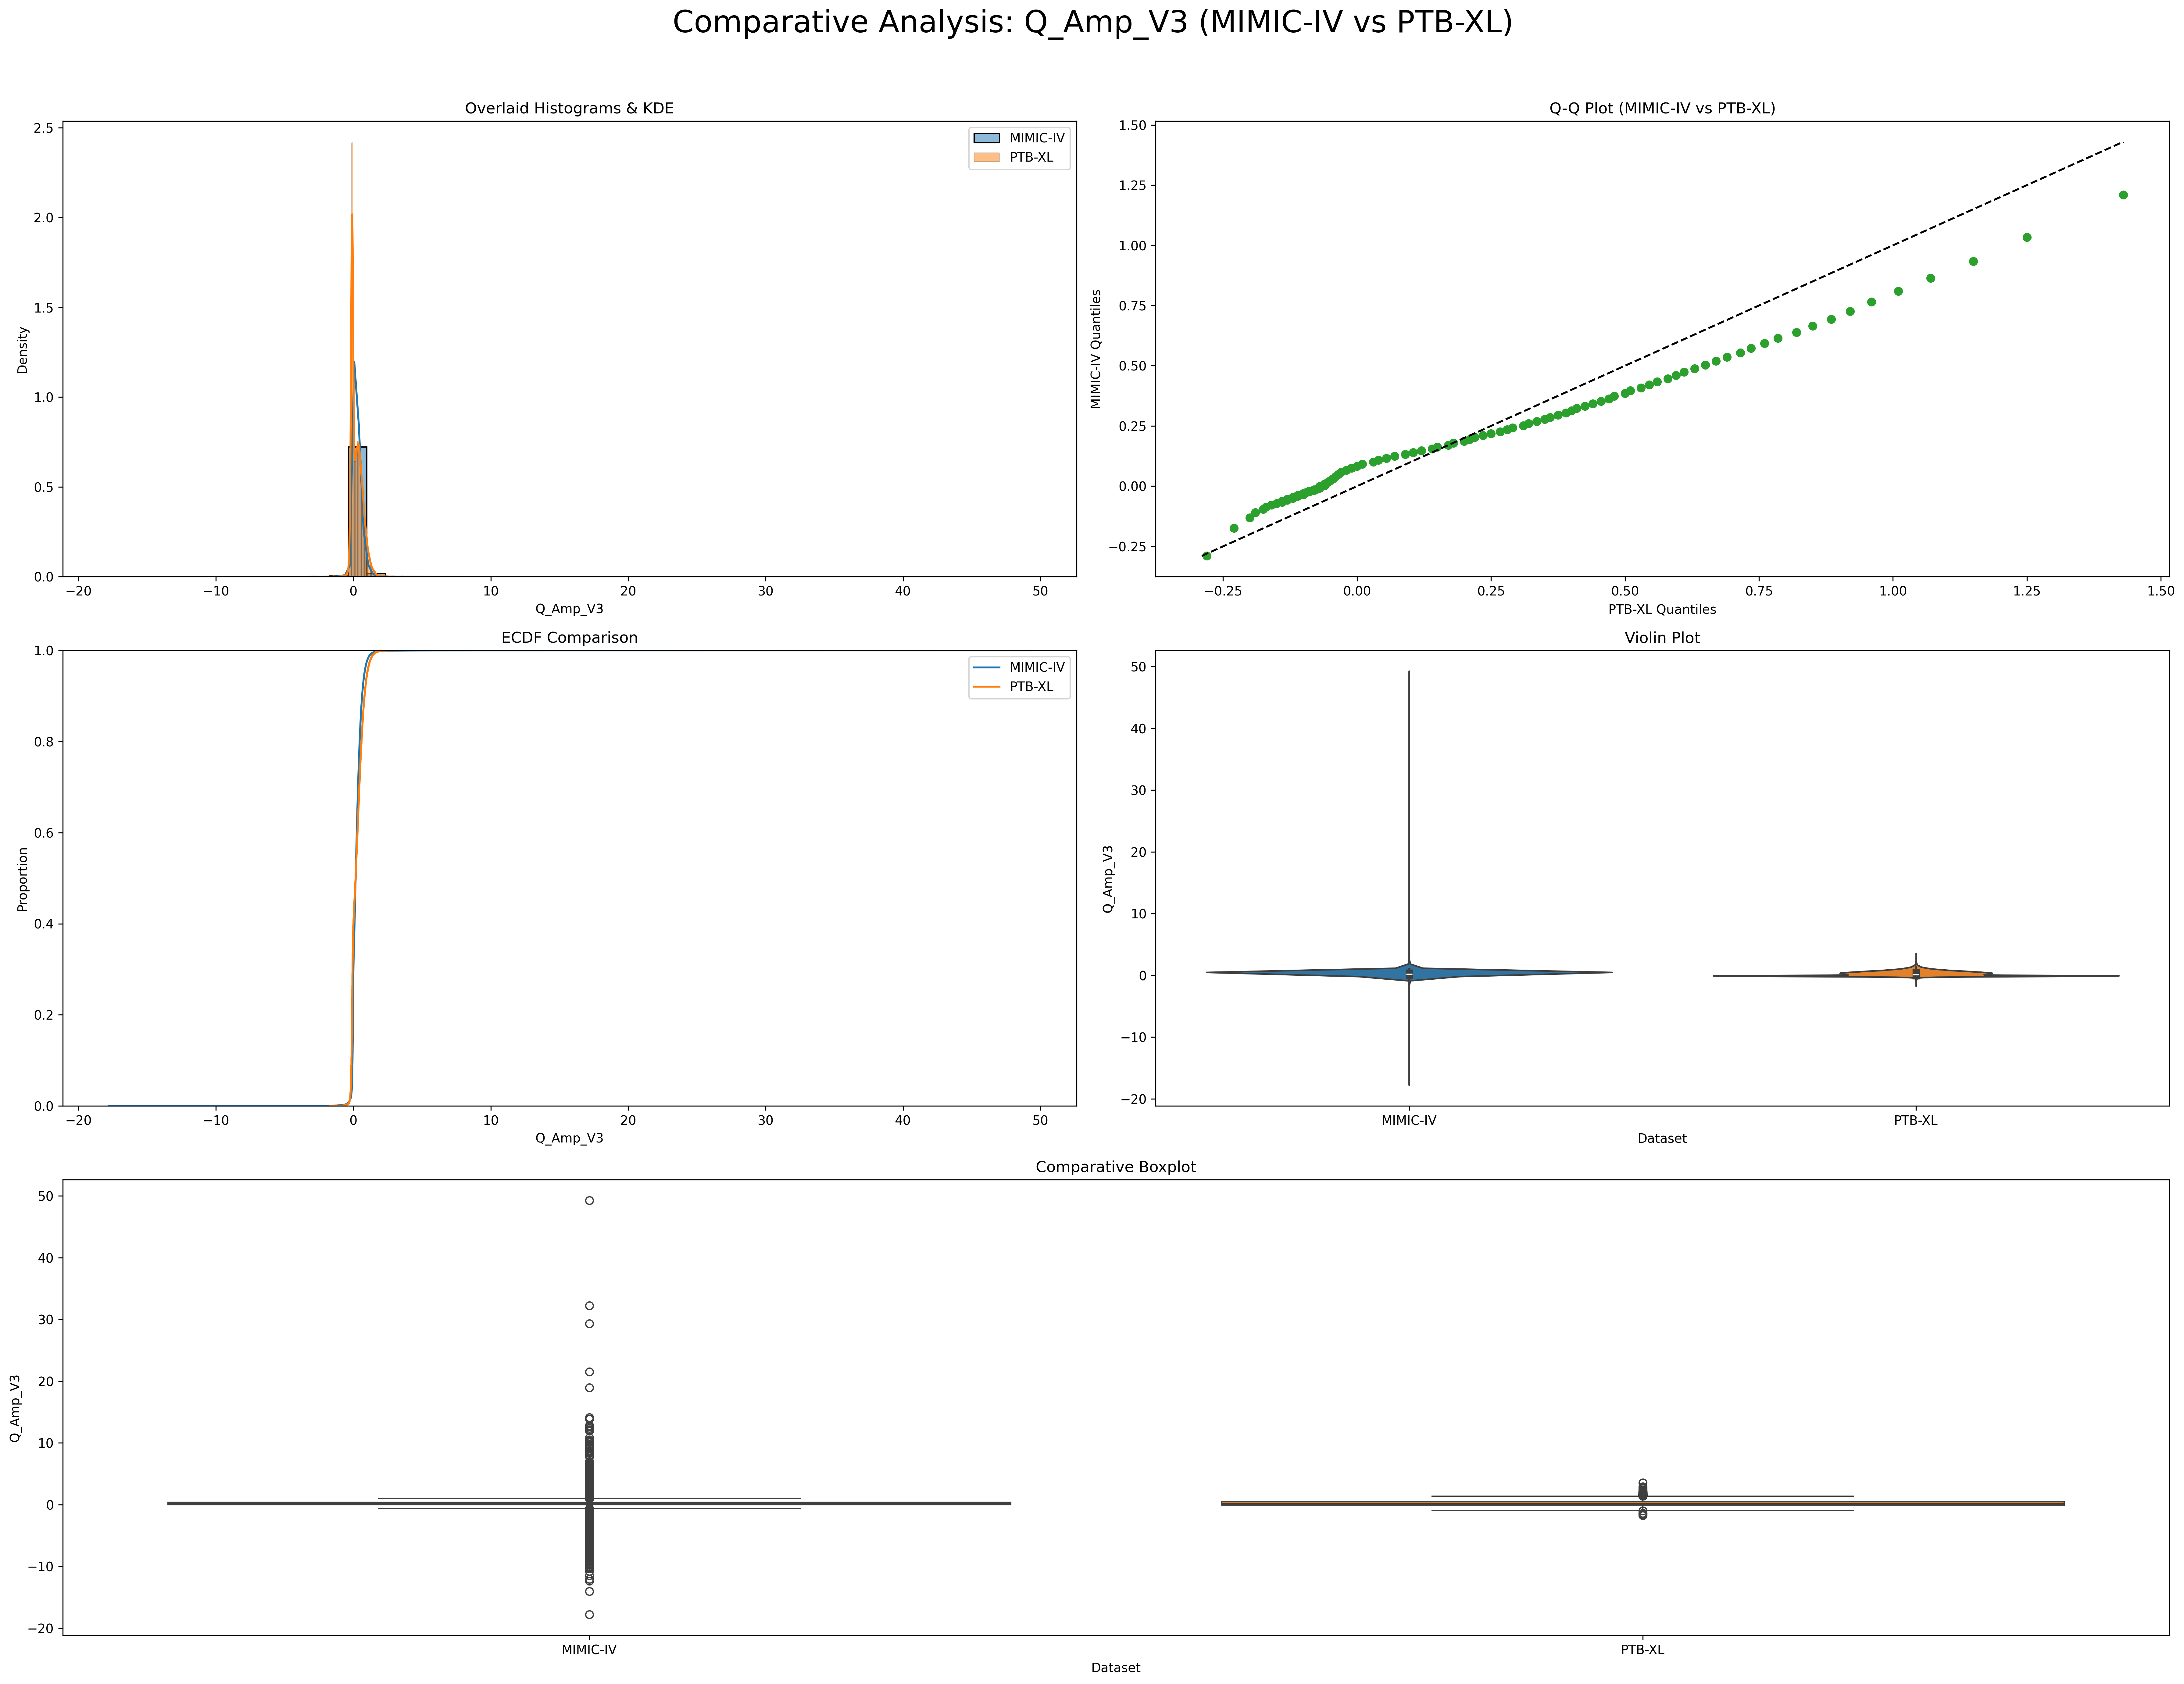 Comparative Analysis: Q_Amp_V3 (MIMIC-IV vs PTB-XL)
Overlaid Histograms & KDE
2.5
2.0
1.5
1.0
0.5
0.0
Density
−20 −10 0 10 20 30 40 50
Q_Amp_V3
MIMIC-IV
PTB-XL
Q-Q Plot (MIMIC-IV vs PTB-XL)
1.50
1.25
1.00
0.75
0.50
0.25
0.00
−0.25
MIMIC-IV Quantiles
−0.25 0.00 0.25 0.50 0.75 1.00 1.25 1.50
PTB-XL Quantiles
ECDF Comparison
1.0
0.8
0.6
0.4
0.2
0.0
Proportion
−20 −10 0 10 20 30 40 50
Q_Amp_V3
MIMIC-IV
PTB-XL
Violin Plot
50
40
30
20
10
0
−10
−20
Q_Amp_V3
MIMIC-IV PTB-XL
Dataset
Comparative Boxplot
50
40
30
20
10
0
−10
−20
Q_Amp_V3
MIMIC-IV PTB-XL
Dataset